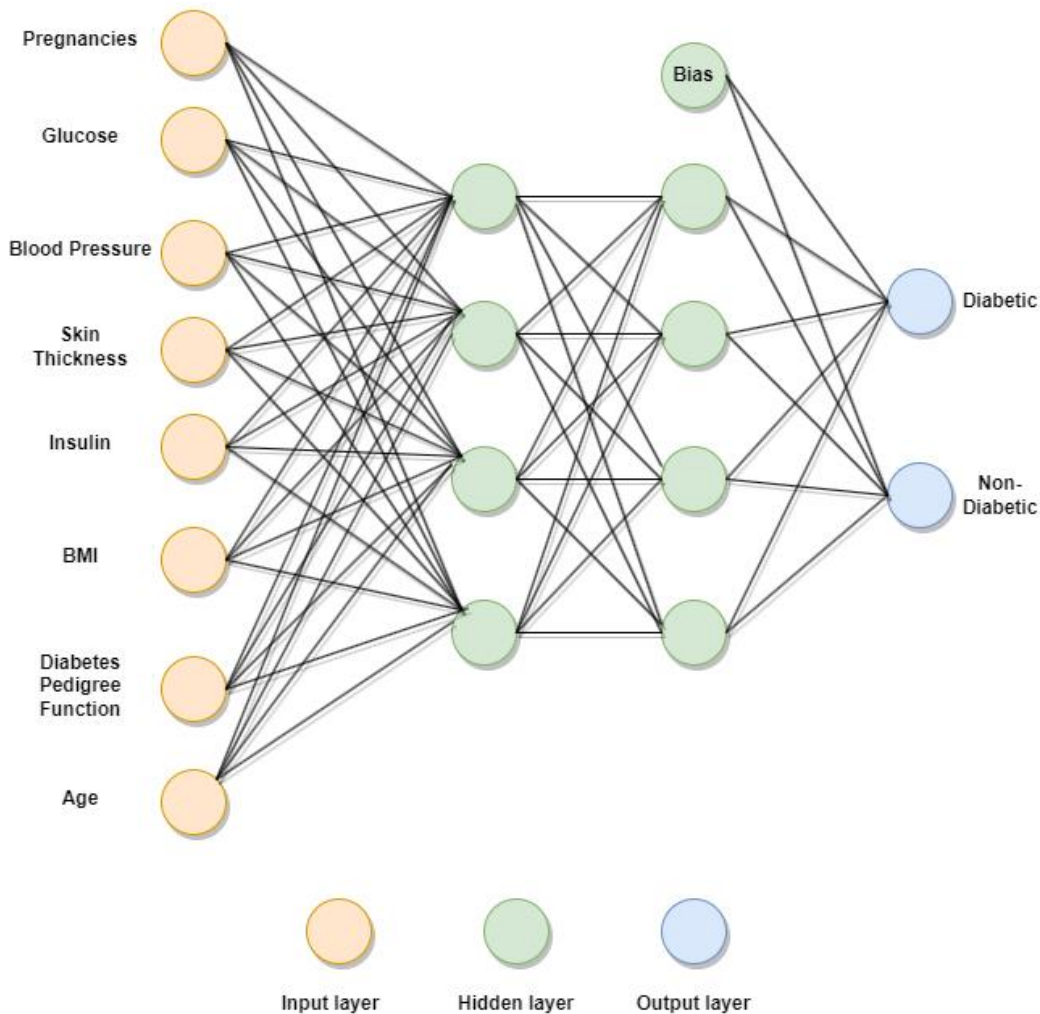 Pregnancies
Bias
Glucose
Blood Pressure
Skin
Thickness
Diabetic
Insulin
Non-
Diabetic
BMI
Diabetes
Pedigree
Function
Age
Input layer
Hidden layer
Output layer